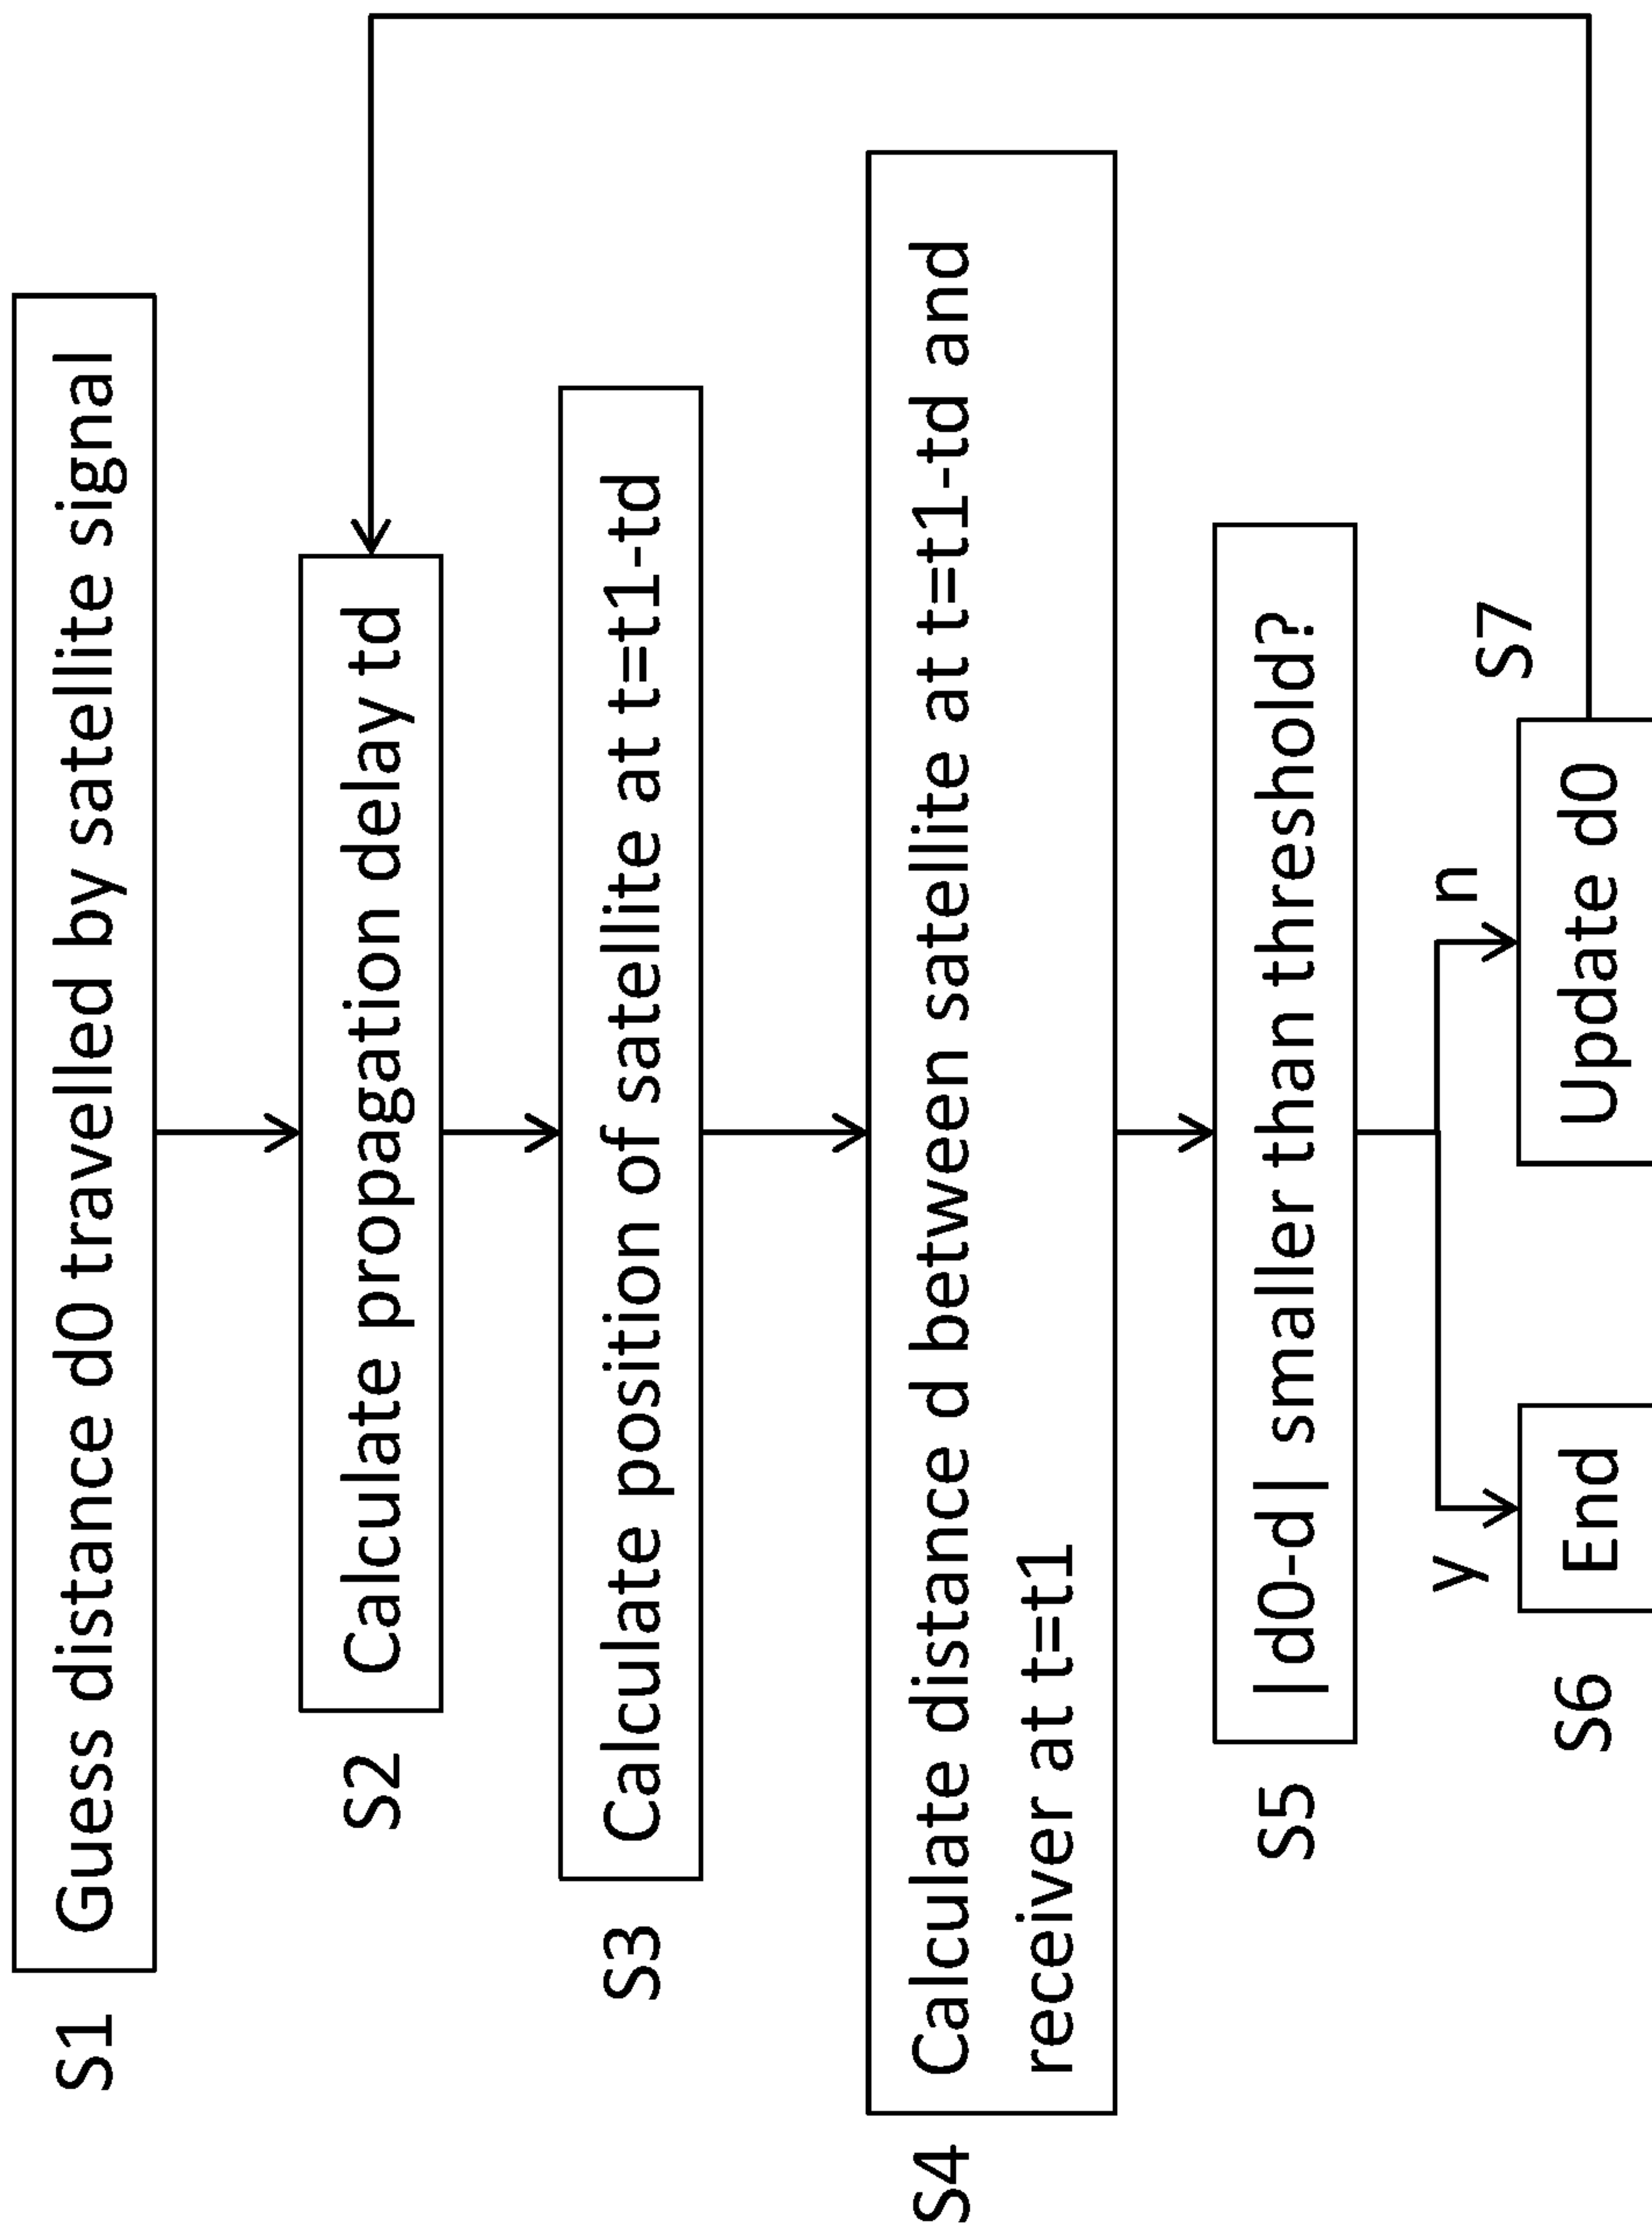 S1
Guess distance d0 travelled by satellite signal
S2
Calculate propagation delay td
S3
Calculate position of satellite at t=t1-td
S4
Calculate distance d between satellite at t=t1-td and
receiver at t=t1
S5
|d0-d| smaller than threshold?
y
n
S6
End
Update d0
S7